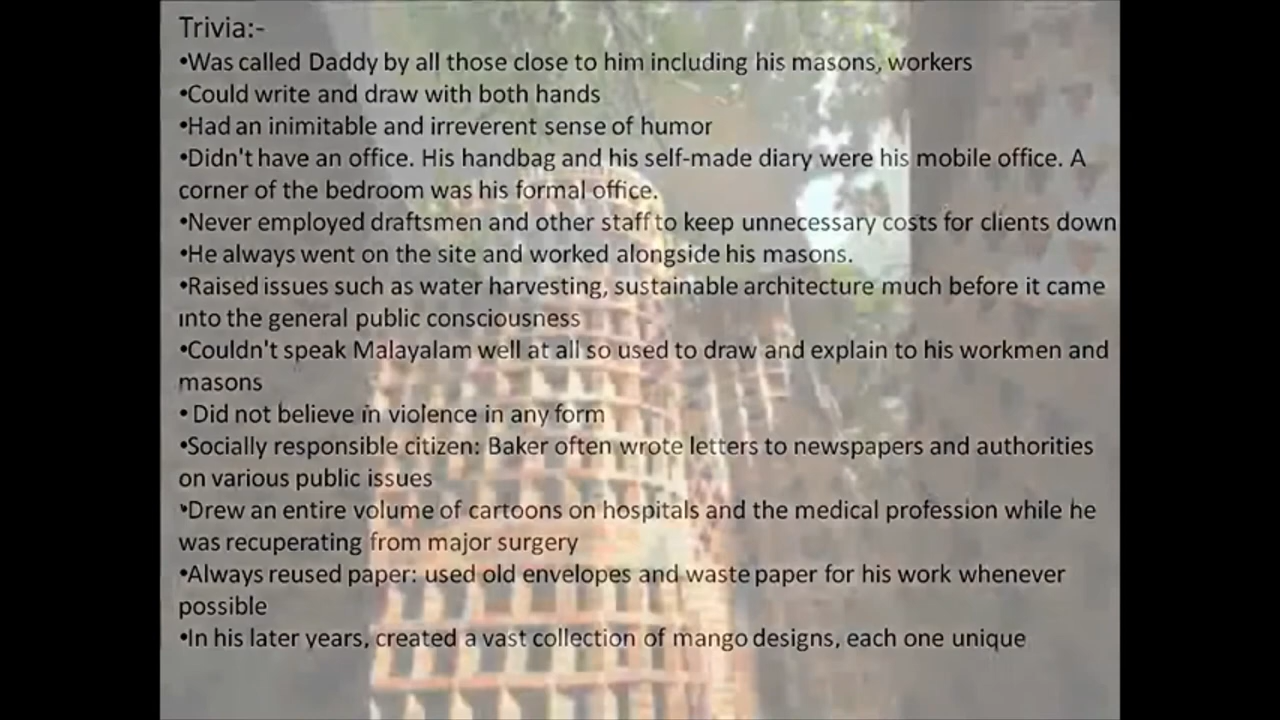 Trivia:-
•Was called Daddy by all those close to him including his masons, workers
•Could write and draw with both hands
•Had an inimitable and irreverent sense of humor
•Didn't have an office. His handbag and his self-made diary were his mobile office. A
corner of the bedroom was his formal office.
•Never employed draftsmen and other staff to keep unnecessary costs for clients down
•He always went on the site and worked alongside his masons.
•Raised issues such as water harvesting, sustainable architecture much before it came
into the general public consciousness
•Couldn't speak Malayalam well at all so used to draw and explain to his workmen and
masons
• Did not believe in violence in any form
•Socially responsible citizen: Baker often wrote letters to newspapers and authorities
on various public issues
•Drew an entire volume of cartoons on hospitals and the medical profession while he
was recuperating from major surgery
•Always reused paper: used old envelopes and waste paper for his work whenever
possible
•In his later years, created a vast collection of mango designs, each one unique